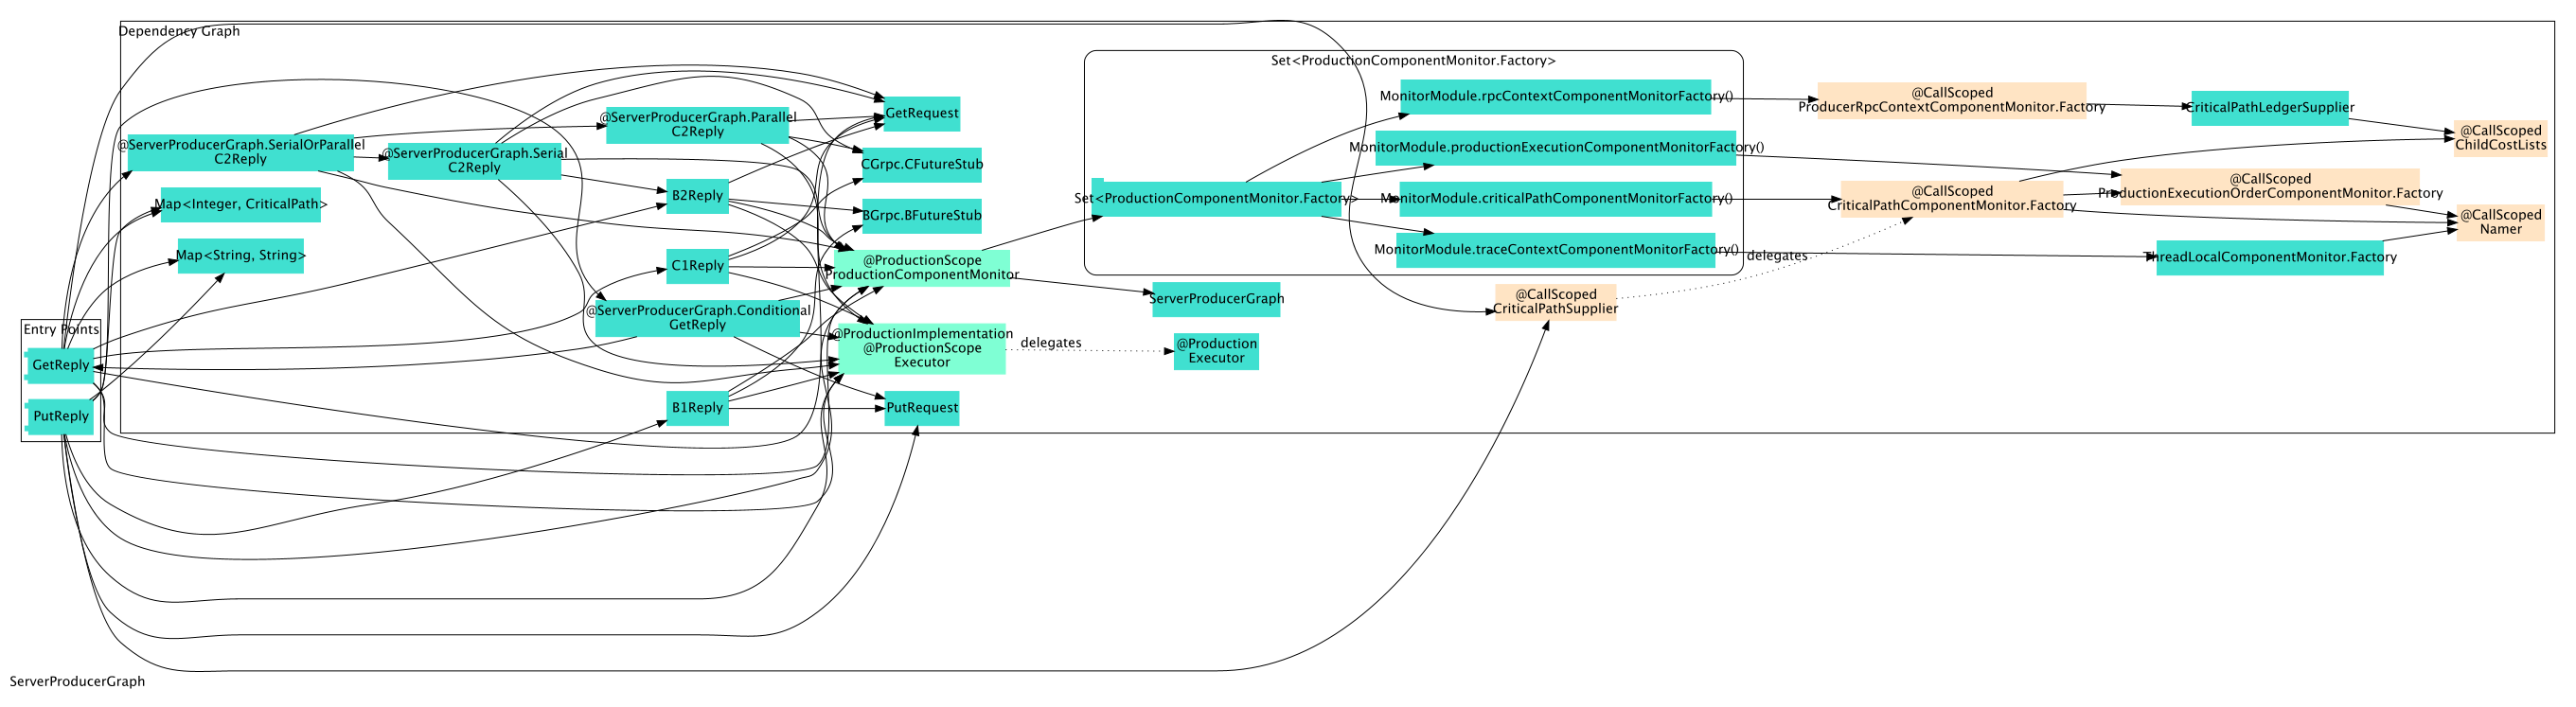 Dependency Graph
Set<ProductionComponentMonitor.Factory>
MonitorModule.rpcContextComponentMonitorFactory()
@CallScoped
ProducerRpcContextComponentMonitor.Factory
CriticalPathLedgerSupplier
@CallScoped
ChildCostLists
GetRequest
@ServerProducerGraph.Parallel
C2Reply
@ServerProducerGraph.SerialOrParallel
C2Reply
@ServerProducerGraph.Serial
C2Reply
CGrpc.CFutureStub
MonitorModule.productionExecutionComponentMonitorFactory()
Map<Integer, CriticalPath>
B2Reply
BGrpc.BFutureStub
Set<ProductionComponentMonitor.Factory>
MonitorModule.criticalPathComponentMonitorFactory()
@CallScoped
CriticalPathComponentMonitor.Factory
@CallScoped
ProductionExecutionOrderComponentMonitor.Factory
@CallScoped
Namer
Map<String, String>
C1Reply
@ProductionScope
ProductionComponentMonitor
MonitorModule.traceContextComponentMonitorFactory()
delegates
ThreadLocalComponentMonitor.Factory
ServerProducerGraph
@CallScoped
CriticalPathSupplier
@ServerProducerGraph.Conditional
GetReply
Entry Points
GetReply
PutReply
@ProductionImplementation
@ProductionScope
Executor
delegates
@Production
Executor
B1Reply
PutRequest
ServerProducerGraph